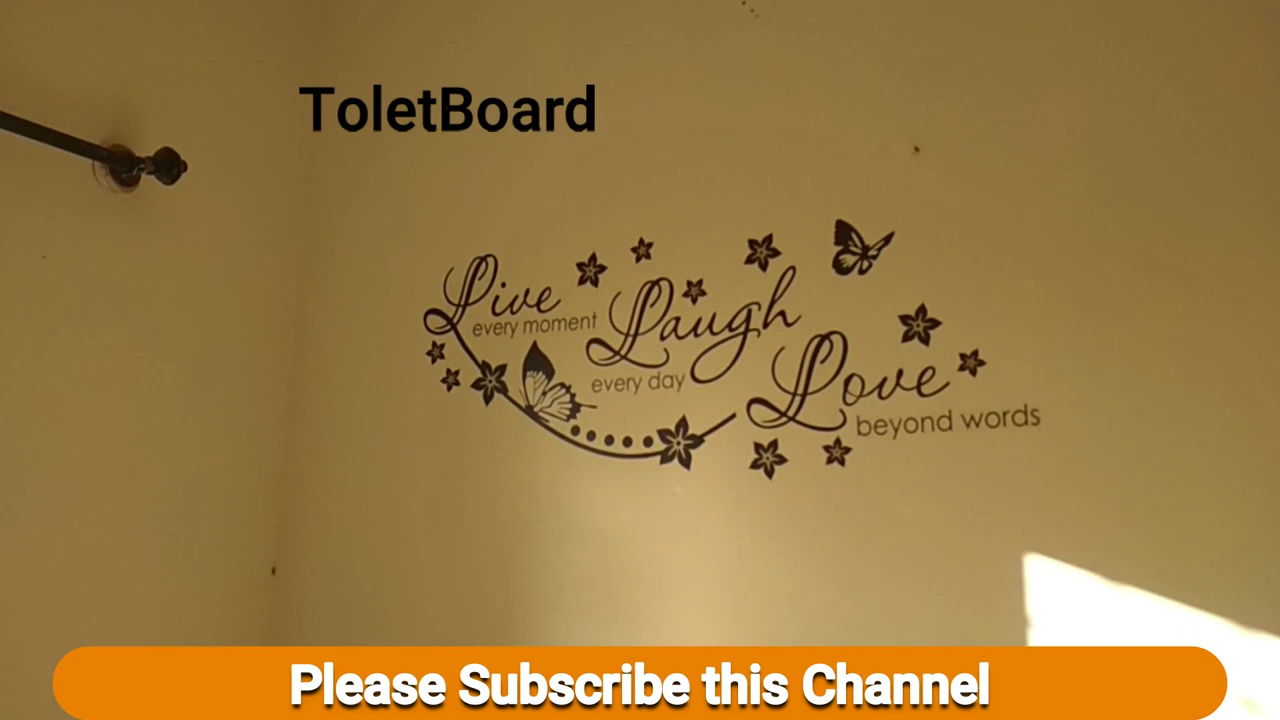 ToletBoard
Live
every moment
Laugh
every day
Love
beyond words
Please Subscribe this Channel